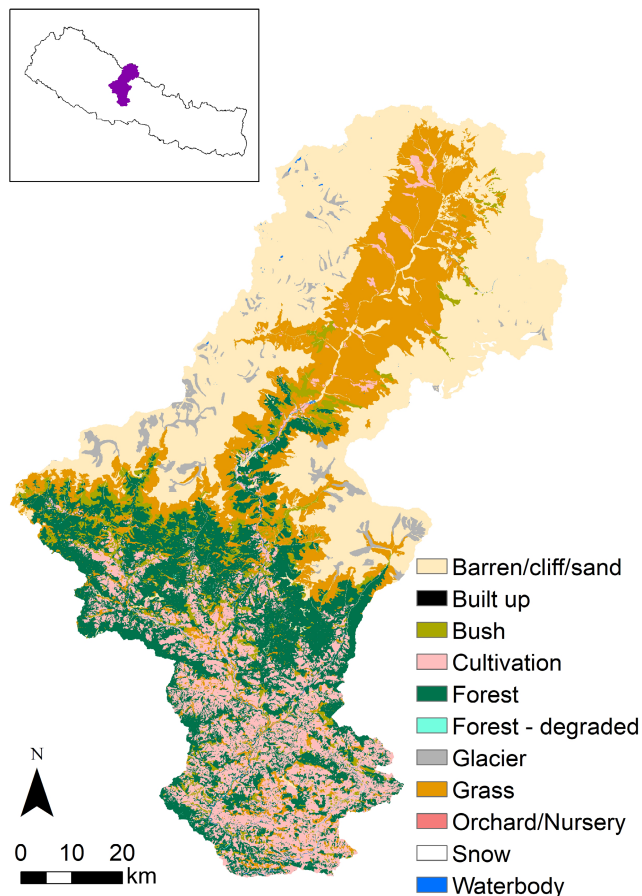 Barren/cliff/sand
Built up
Bush
Cultivation
Forest
Forest - degraded
Glacier
Grass
Orchard/Nursery
Snow
Waterbody
N
0 10 20
km